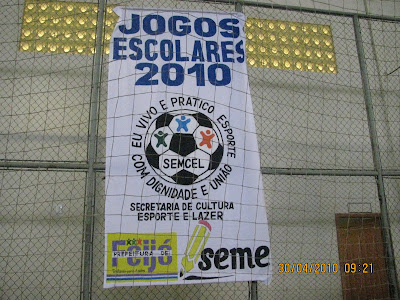 JOGOS
ESCOLARES
2010
EU VIVO E PRATICO ESPORTE
COM DIGNIDADE E UNIÃO
SEMCEL
SECRETARIA DE CULTURA
ESPORTE E LAZER
PREFEITURA DE
Feijó
seme
30/04/2010 09:21